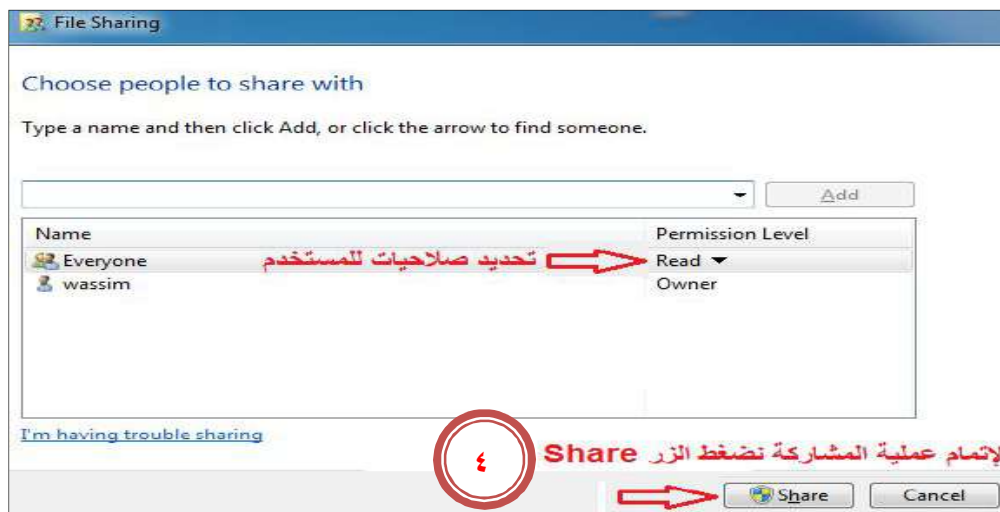 File Sharing
Choose people to share with
Type a name and then click Add, or click the arrow to find someone.
Add
Name Permission Level
Everyone تحديد صلاحيات للمستخدم Read
wassim Owner
I'm having trouble sharing
٤
لإتمام عملية المشاركة نضغط الزر Share
Share Cancel